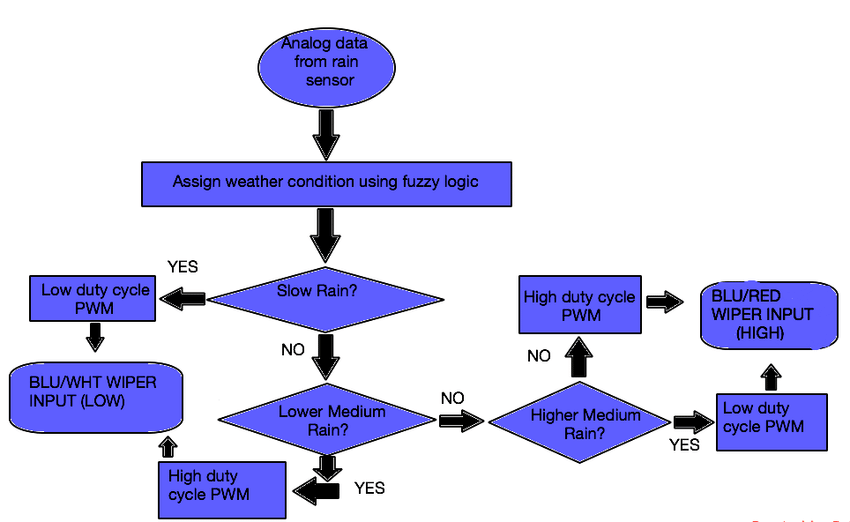 Analog data
from rain
sensor
Assign weather condition using fuzzy logic
YES
Slow Rain?
Low duty cycle
PWM
NO
BLU/WHT WIPER
INPUT (LOW)
Lower Medium
Rain?
YES
High duty
cycle PWM
NO
Higher Medium
Rain?
NO
High duty cycle
PWM
BLU/RED
WIPER INPUT
(HIGH)
YES
Low duty
cycle PWM